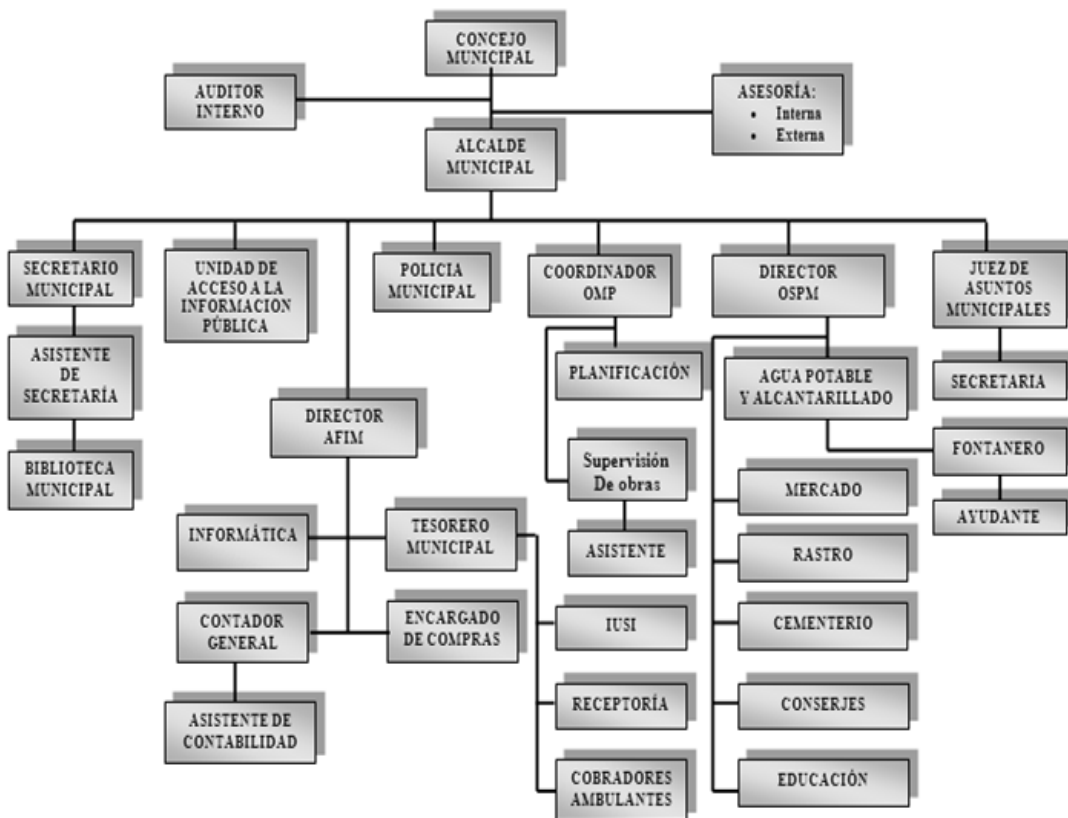 CONCEJO
MUNICIPAL
AUDITOR
INTERNO
ASESORÍA:
• Interna
• Externa
ALCALDE
MUNICIPAL
SECRETARIO
MUNICIPAL
UNIDAD DE
ACCESO A LA
INFORMACION
PÚBLICA
POLICIA
MUNICIPAL
COORDINADOR
OMP
DIRECTOR
OSPM
JUEZ DE
ASUNTOS
MUNICIPALES
ASISTENTE
DE
SECRETARÍA
PLANIFICACIÓN
AGUA POTABLE
Y ALCANTARILLADO
SECRETARIA
DIRECTOR
AFIM
BIBLIOTECA
MUNICIPAL
Supervisión
De obras
FONTANERO
MERCADO
AYUDANTE
INFORMÁTICA
TESORERO
MUNICIPAL
ASISTENTE
RASTRO
CONTADOR
GENERAL
ENCARGADO
DE COMPRAS
IUSI
CEMENTERIO
ASISTENTE DE
CONTABILIDAD
RECEPTORÍA
CONSERJES
COBRADORES
AMBULANTES
EDUCACIÓN